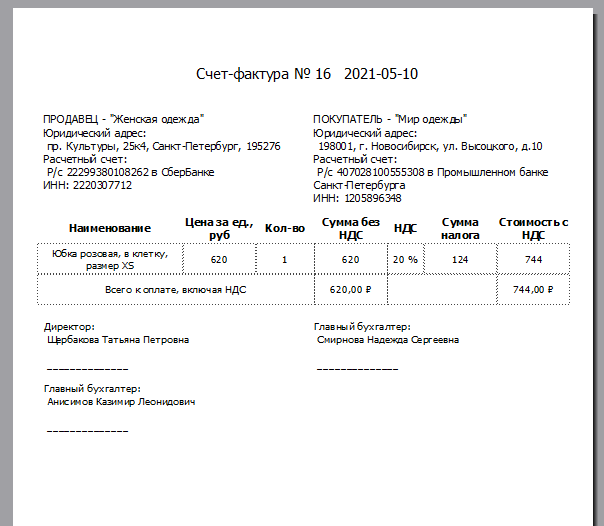 Счет-фактура № 16 2021-05-10
ПРОДАВЕЦ - "Женская одежда"
Юридический адрес:
пр. Культуры, 25к4, Санкт-Петербург, 195276
Расчетный счет:
Р/с 22299380108262 в СберБанке
ИНН: 2220307712
ПОКУПАТЕЛЬ - "Мир одежды"
Юридический адрес:
198001, г. Новосибирск, ул. Высоцкого, д.10
Расчетный счет:
Р/с 407028100555308 в Промышленном банке
Санкт-Петербурга
ИНН: 1205896348
Наименование Цена за ед., руб Кол-во Сумма без НДС НДС Сумма налога Стоимость с НДС
Юбка розовая, в клетку, размер XS 620 1 620 20 % 124 744
Всего к оплате, включая НДС 620,00 ₽ 744,00 ₽
Директор:
Щербакова Татьяна Петровна
______________
Главный бухгалтер:
Смирнова Надежда Сергеевна
______________
Главный бухгалтер:
Анисимов Казимир Леонидович
______________